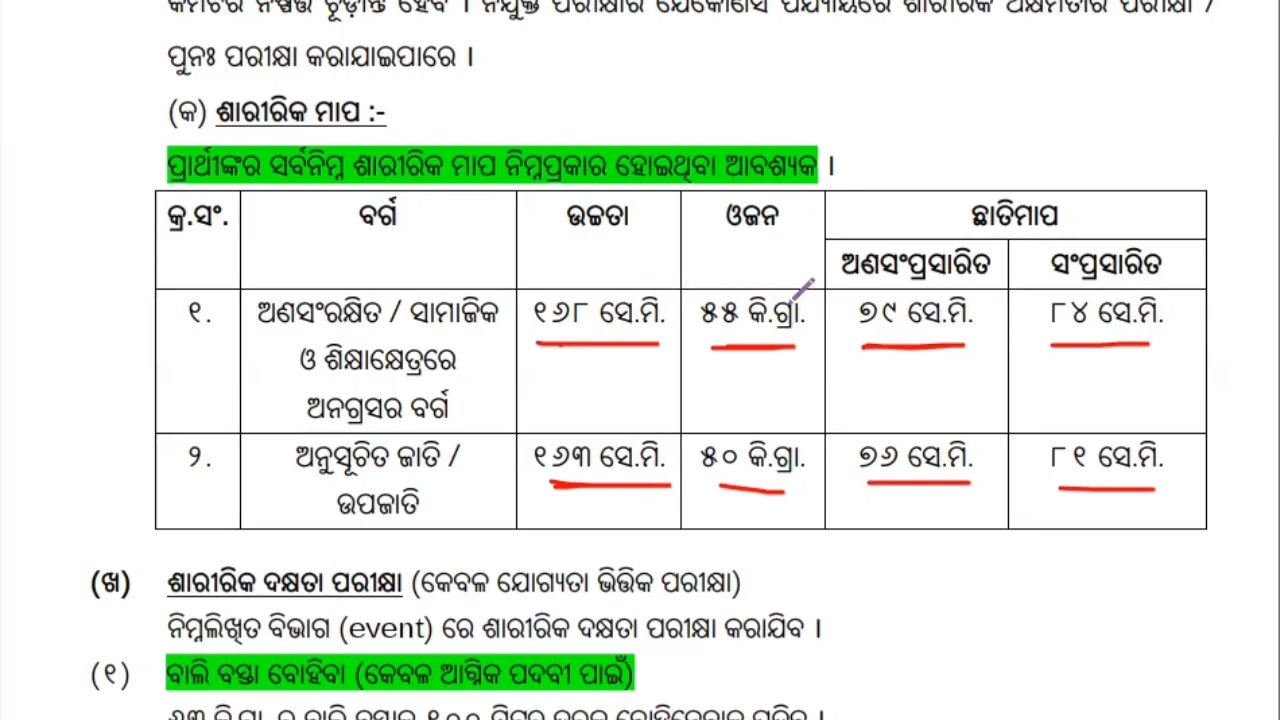 ପୁନଃ ପରୀକ୍ଷା କରାଯାଇପାରେ ।
(କ) ଶାରୀରିକ ମାପ :-
ପ୍ରାର୍ଥୀଙ୍କର ସର୍ବନିମ୍ନ ଶାରୀରିକ ମାପ ନିମ୍ନପ୍ରକାର ହୋଇଥିବା ଆବଶ୍ୟକ ।
କ୍ର.ସଂ. ବର୍ଗ ଉଚ୍ଚତା ଓଜନ ଛାତିମାପ
ଅଣସଂପ୍ରସାରିତ ସଂପ୍ରସାରିତ
୧. ଅଣସଂରକ୍ଷିତ / ସାମାଜିକ ୧୬୮ ସେ.ମି. ୫୫ କି.ଗ୍ରା. ୭୯ ସେ.ମି. ୮୪ ସେ.ମି.
ଓ ଶିକ୍ଷାକ୍ଷେତ୍ରରେ
ଅନଗ୍ରସର ବର୍ଗ
୨. ଅନୁସୂଚିତ ଜାତି / ୧୬୩ ସେ.ମି. ୫୦ କି.ଗ୍ରା. ୭୬ ସେ.ମି. ୮୧ ସେ.ମି.
ଉପଜାତି
(ଖ) ଶାରୀରିକ ଦକ୍ଷତା ପରୀକ୍ଷା (କେବଳ ଯୋଗ୍ୟତା ଭିତ୍ତିକ ପରୀକ୍ଷା)
ନିମ୍ନଲିଖିତ ବିଭାଗ (event) ରେ ଶାରୀରିକ ଦକ୍ଷତା ପରୀକ୍ଷା କରାଯିବ ।
(୧) ବାଲି ବସ୍ତା ବୋହିବା (କେବଳ ଆଗ୍ନିକ ପଦବୀ ପାଇଁ)